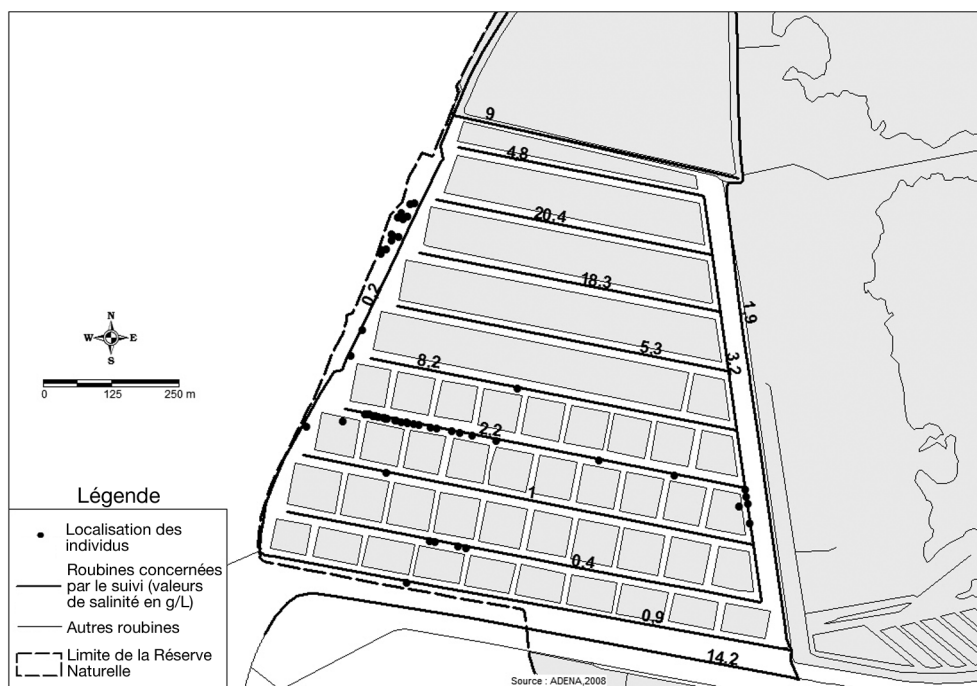 9
4.8
20.4
18.3
0.2
1.9
5.3
3.2
8.2
2.2
1
0.4
0.9
14.2
N
W E
S
0 125 250 m
Légende
Localisation des
individus
Roubines concernées
par le suivi (valeurs
de salinité en g/L)
Autres roubines
Limite de la Réserve
Naturelle
Source : ADENA,2008